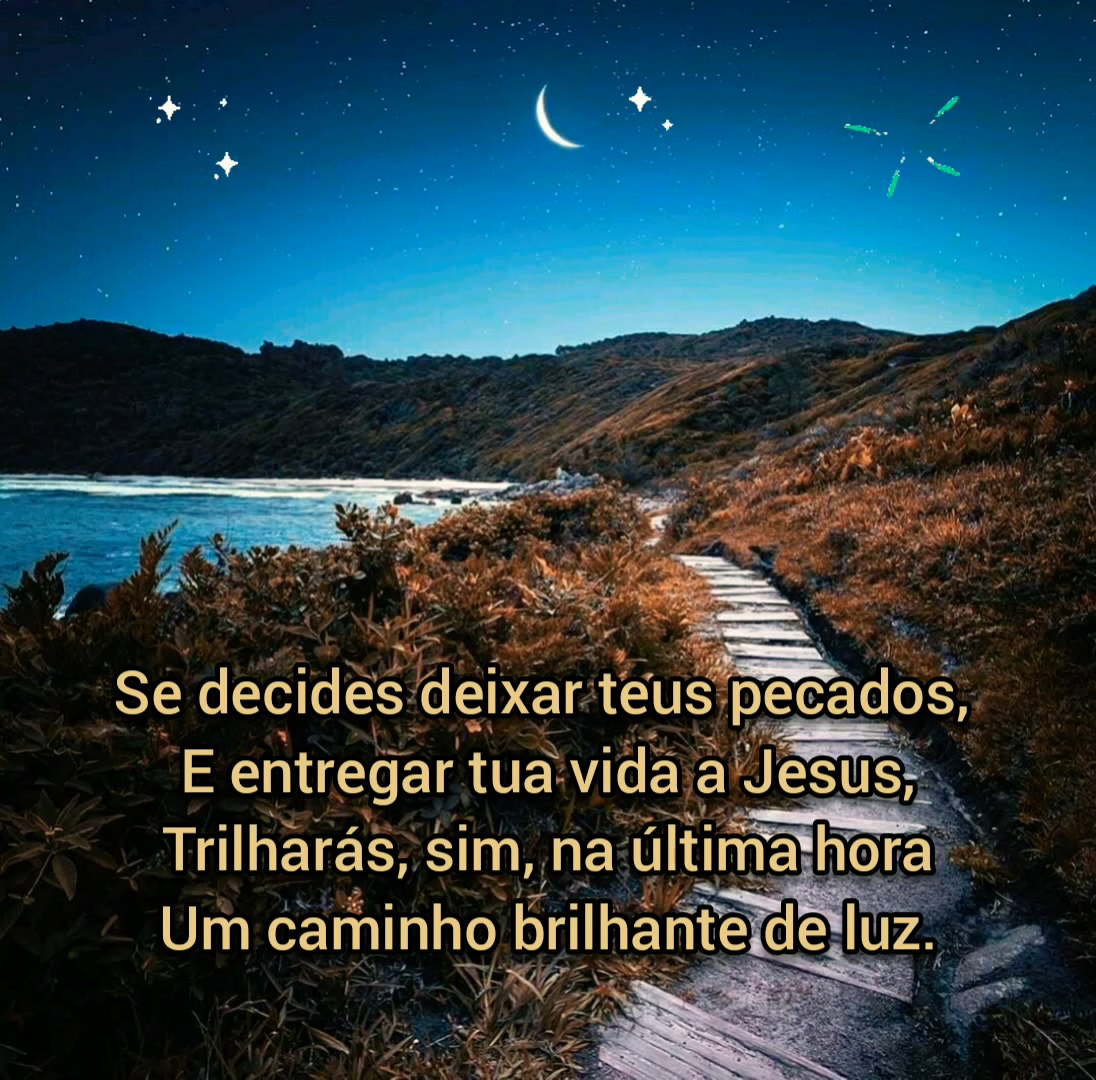 Se decides deixar teus pecados,
E entregar tua vida a Jesus,
Trilharás, sim, na última hora
Um caminho brilhante de luz.